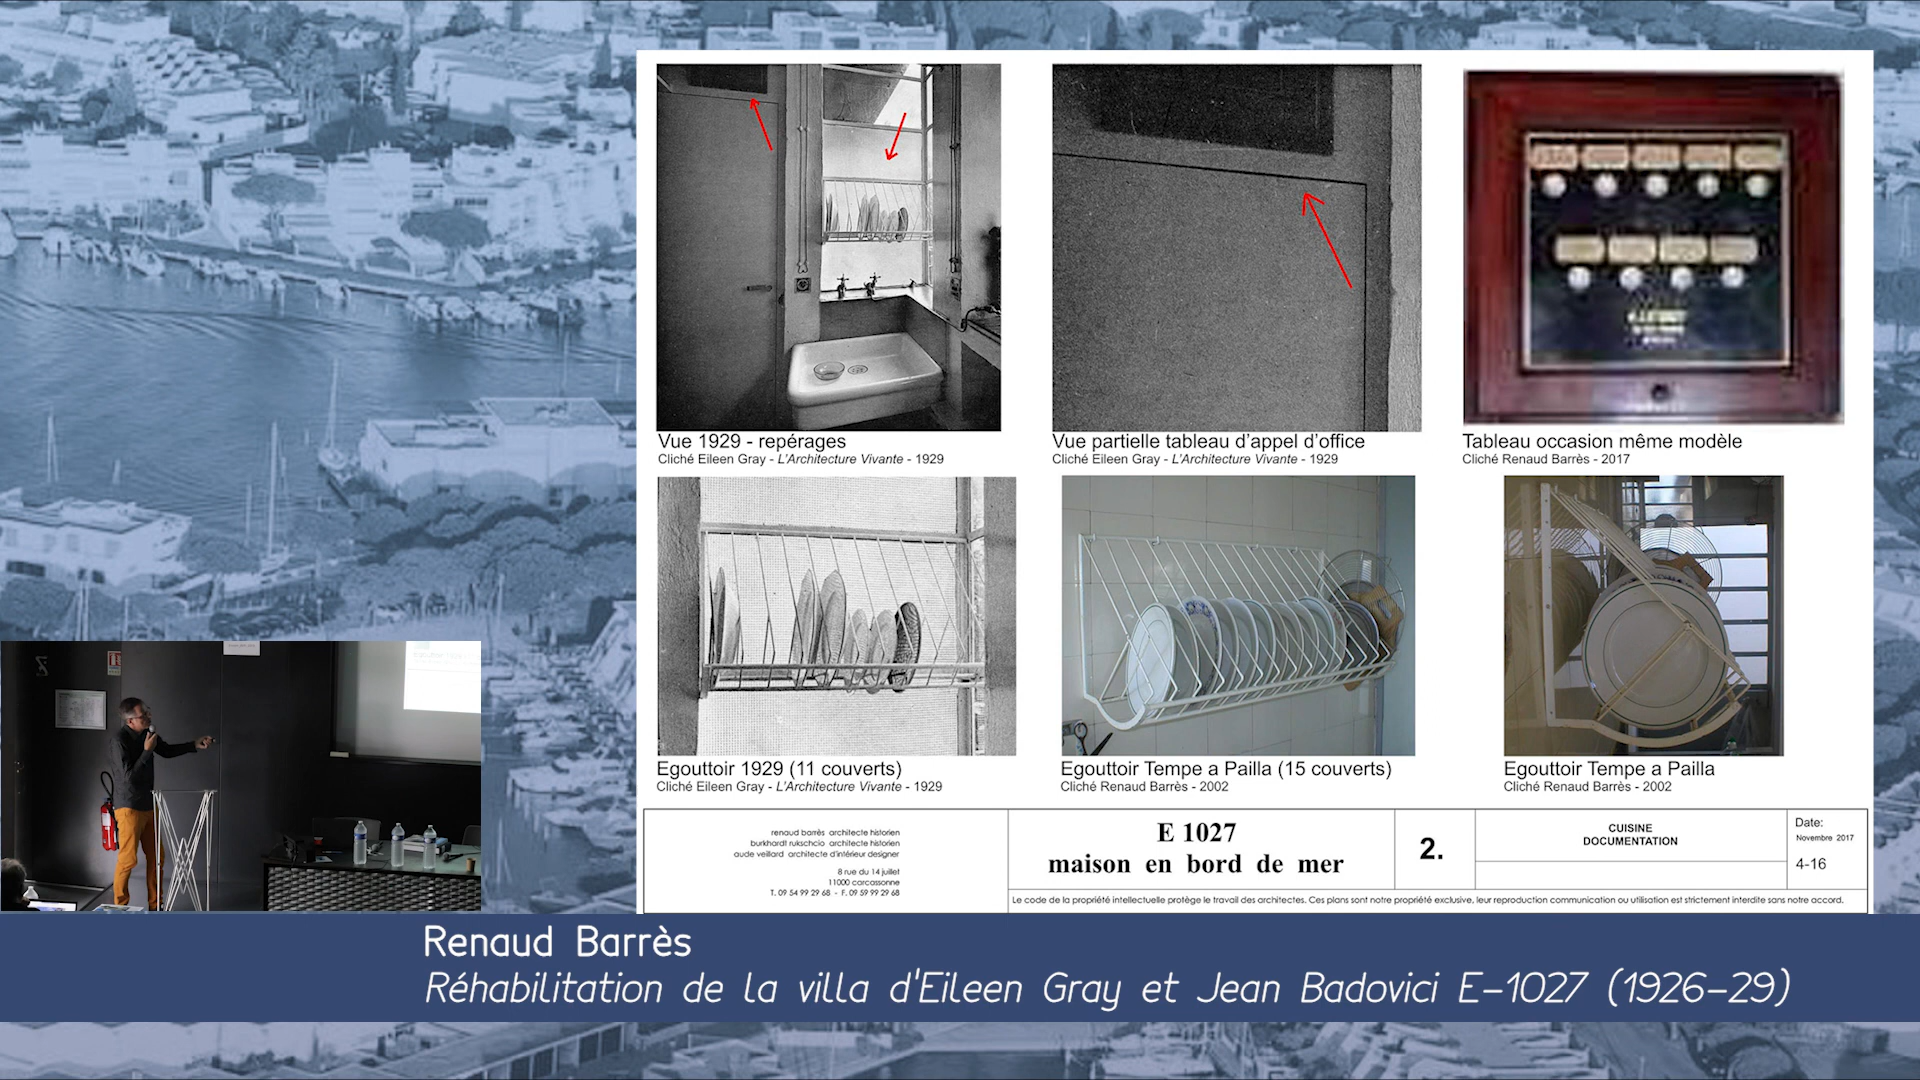 Vue 1929 - repérages
Cliché Eileen Gray - L'Architecture Vivante - 1929
Vue partielle tableau d'appel d'office
Cliché Eileen Gray - L'Architecture Vivante - 1929
Tableau occasion même modèle
Cliché Renaud Barrès - 2017
Egouttoir 1929 (11 couverts)
Cliché Eileen Gray - L'Architecture Vivante - 1929
Egouttoir Tempe a Pailla (15 couverts)
Cliché Renaud Barrès - 2002
Egouttoir Tempe a Pailla
Cliché Renaud Barrès - 2002
renaud barrès architecte historien
burkhardt rukschcio architecte historien
aude veillard architecte d'intérieur designer
8 rue du 14 juillet
11000 carcassonne
T. 09 54 99 29 68 - F. 09 59 99 29 68
E 1027
maison en bord de mer
2.
CUISINE
DOCUMENTATION
Date:
Novembre 2017
4-16
Le code de la propriété intellectuelle protège le travail des architectes. Ces plans sont notre propriété exclusive, leur reproduction communication ou utilisation est strictement interdite sans notre accord.
Renaud Barrès
Réhabilitation de la villa d'Eileen Gray et Jean Badovici E-1027 (1926-29)